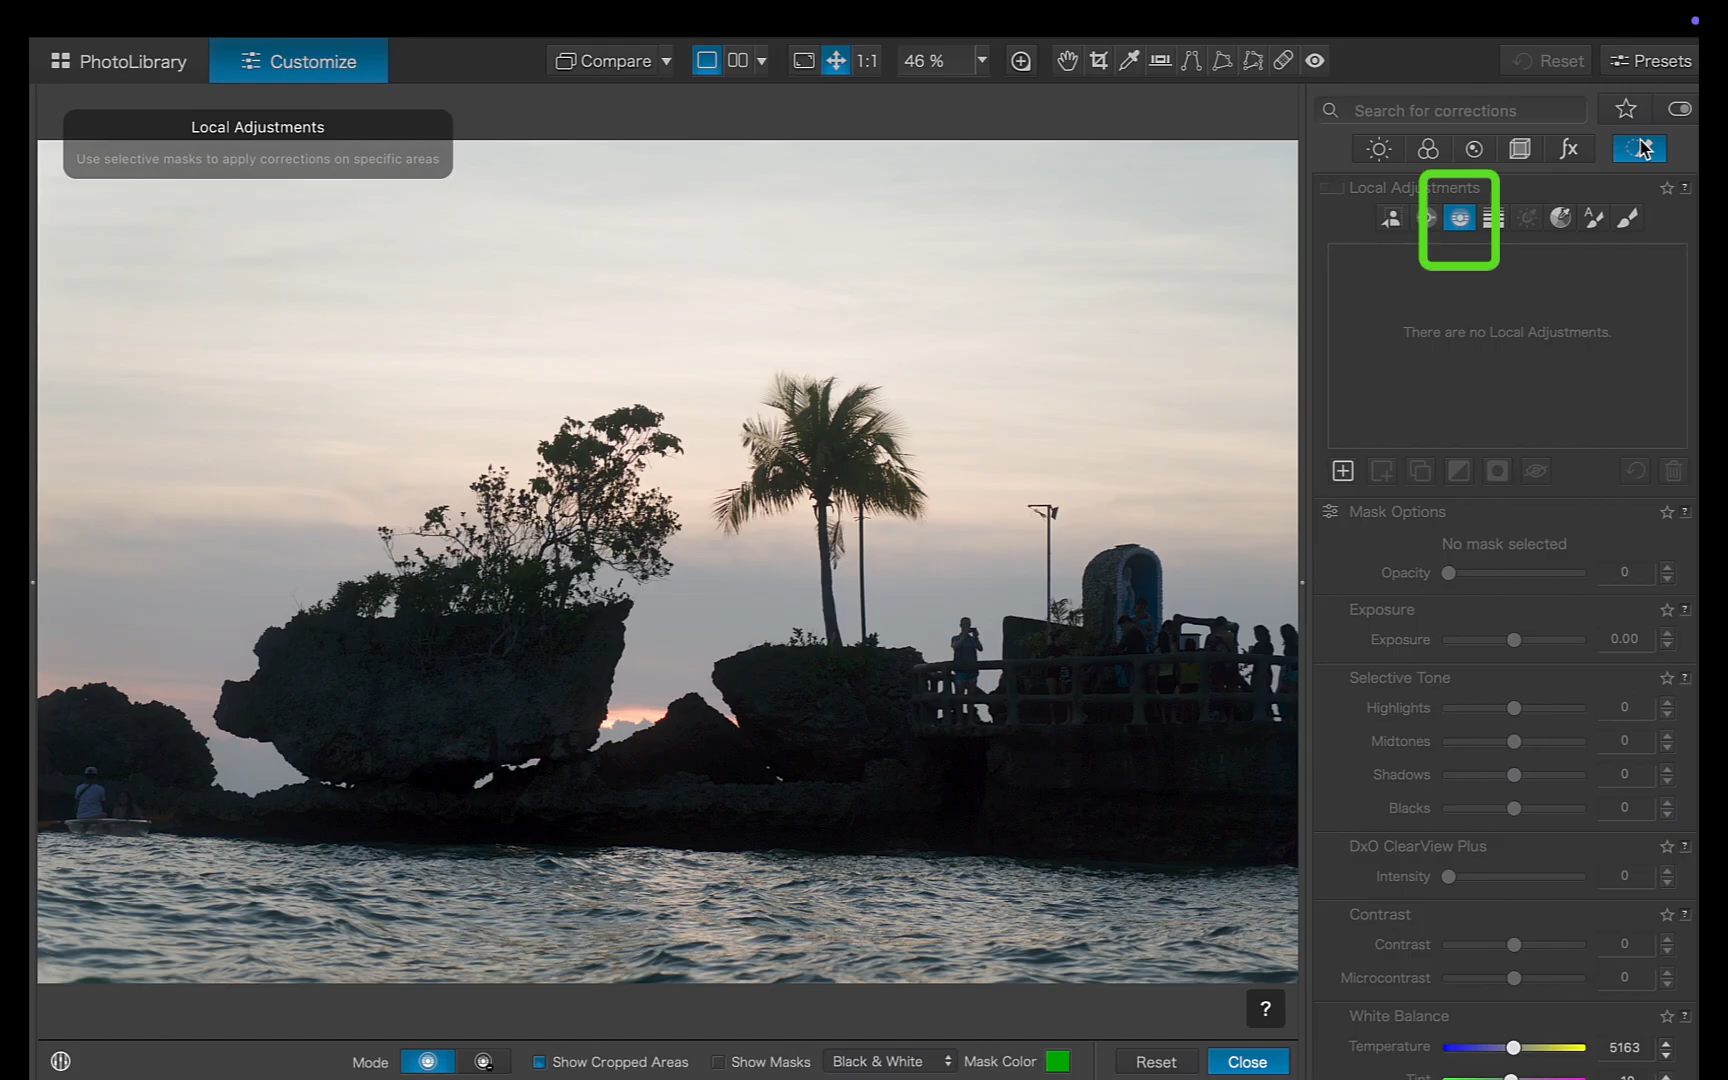 PhotoLibrary
Customize
Compare
1:1
46 %
Reset
Presets
Local Adjustments
Use selective masks to apply corrections on specific areas
Search for corrections
fx
Local Adjustments
A
There are no Local Adjustments.
Mask Options
No mask selected
Opacity 0
Exposure
Exposure 0.00
Selective Tone
Highlights 0
Midtones 0
Shadows 0
Blacks 0
DxO ClearView Plus
Intensity 0
Contrast
Contrast 0
Microcontrast 0
White Balance
Temperature 5163
?
Mode
Show Cropped Areas
Show Masks
Black & White
Mask Color
Reset
Close